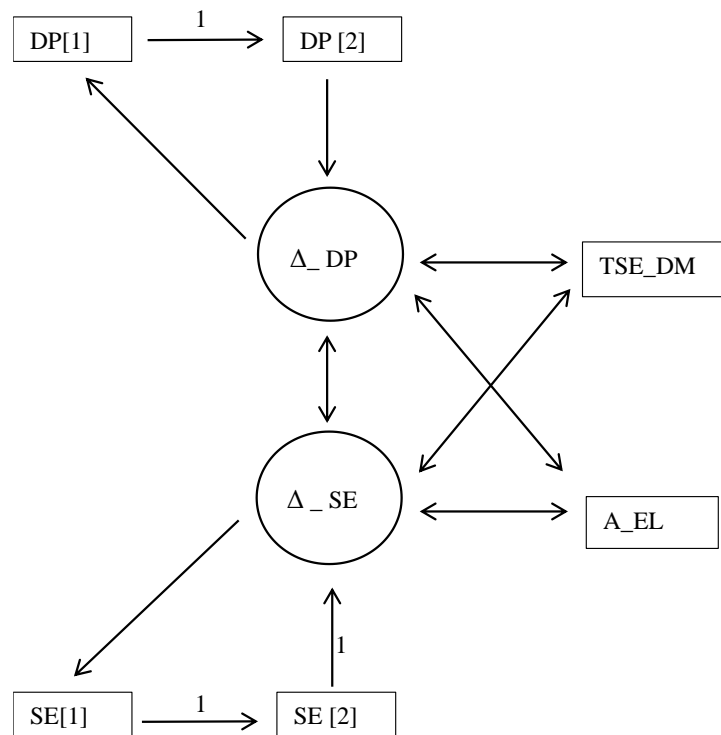 1
DP[1]
DP [2]
Δ_ DP
TSE_DM
Δ _ SE
A_EL
1
1
SE[1]
SE [2]